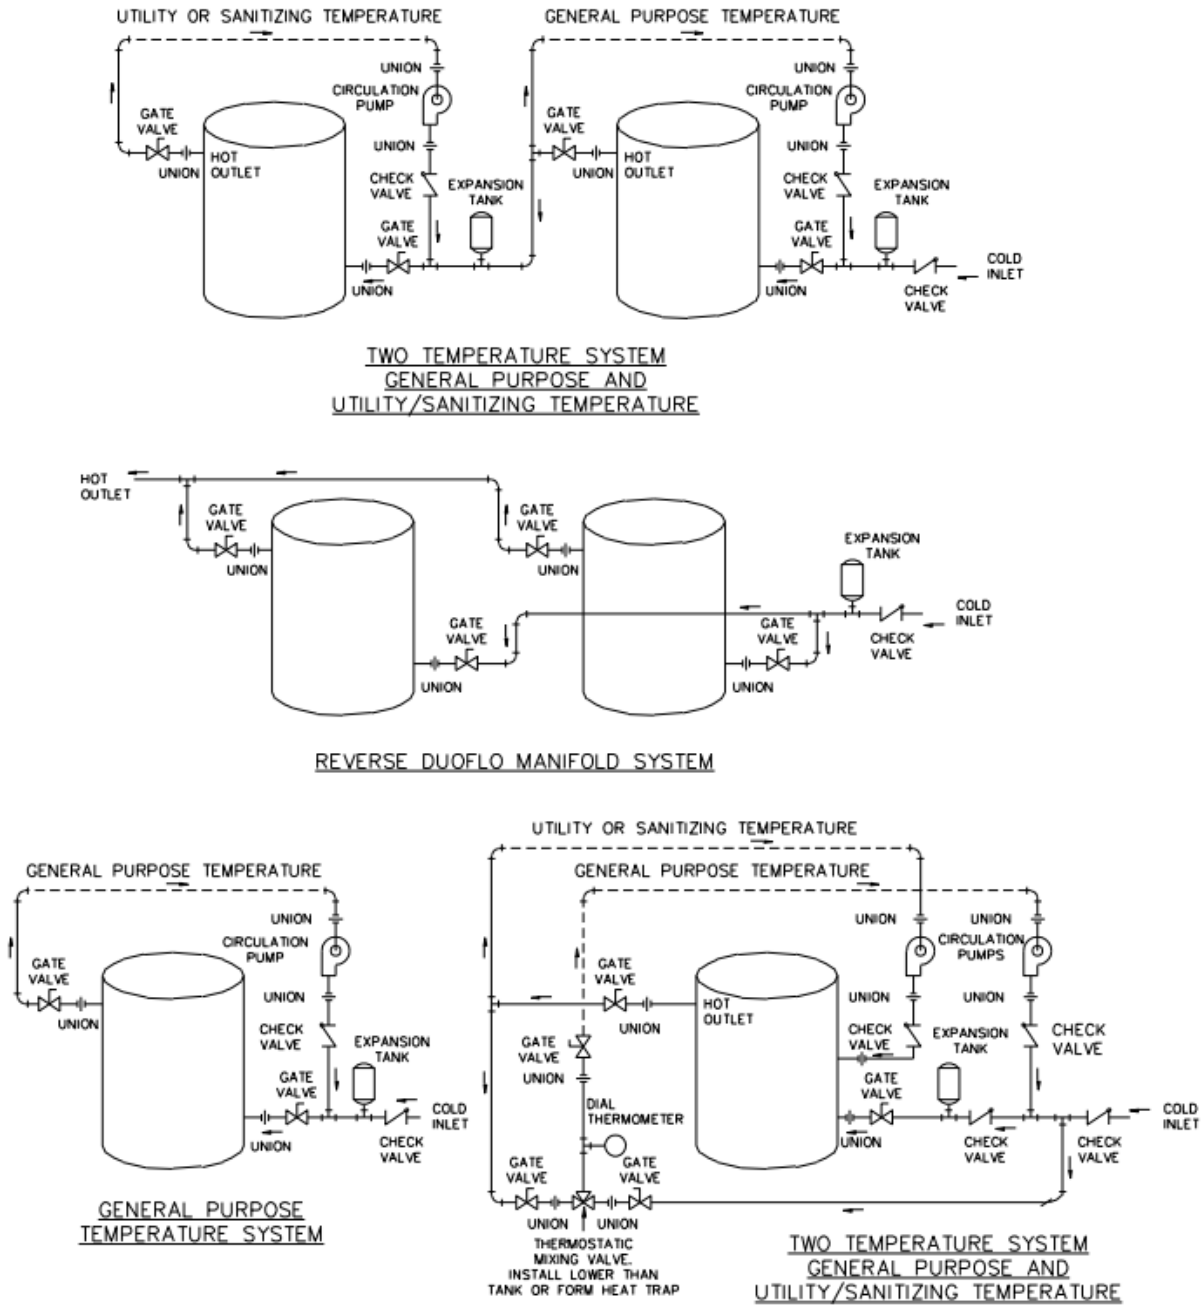 UTILITY OR SANITIZING TEMPERATURE
GENERAL PURPOSE TEMPERATURE
UNION
UNION
CIRCULATION
PUMP
CIRCULATION
PUMP
GATE
VALVE
GATE
VALVE
UNION
UNION
HOT
OUTLET
UNION
HOT
OUTLET
UNION
CHECK
VALVE
EXPANSION
TANK
CHECK
VALVE
EXPANSION
TANK
GATE
VALVE
GATE
VALVE
COLD
INLET
UNION
UNION
CHECK
VALVE
TWO TEMPERATURE SYSTEM
GENERAL PURPOSE AND
UTILITY/SANITIZING TEMPERATURE
HOT
OUTLET
GATE
VALVE
GATE
VALVE
EXPANSION
TANK
UNION
UNION
COLD
INLET
GATE
VALVE
GATE
VALVE
CHECK
VALVE
UNION
UNION
REVERSE DUOFLO MANIFOLD SYSTEM
GENERAL PURPOSE TEMPERATURE
UNION
CIRCULATION
PUMP
GATE
VALVE
UNION
UNION
CHECK
VALVE
EXPANSION
TANK
GATE
VALVE
COLD
INLET
UNION
CHECK
VALVE
GENERAL PURPOSE
TEMPERATURE SYSTEM
UTILITY OR SANITIZING TEMPERATURE
GENERAL PURPOSE TEMPERATURE
UNION
UNION
CIRCULATION
PUMPS
GATE
VALVE
UNION
UNION
HOT
OUTLET
UNION
CHECK
VALVE
EXPANSION
TANK
CHECK
VALVE
GATE
VALVE
UNION
GATE
VALVE
DIAL
THERMOMETER
COLD
INLET
UNION
CHECK
VALVE
CHECK
VALVE
GATE
VALVE
GATE
VALVE
UNION
UNION
THERMOSTATIC
MIXING VALVE.
INSTALL LOWER THAN
TANK OR FORM HEAT TRAP
TWO TEMPERATURE SYSTEM
GENERAL PURPOSE AND
UTILITY/SANITIZING TEMPERATURE